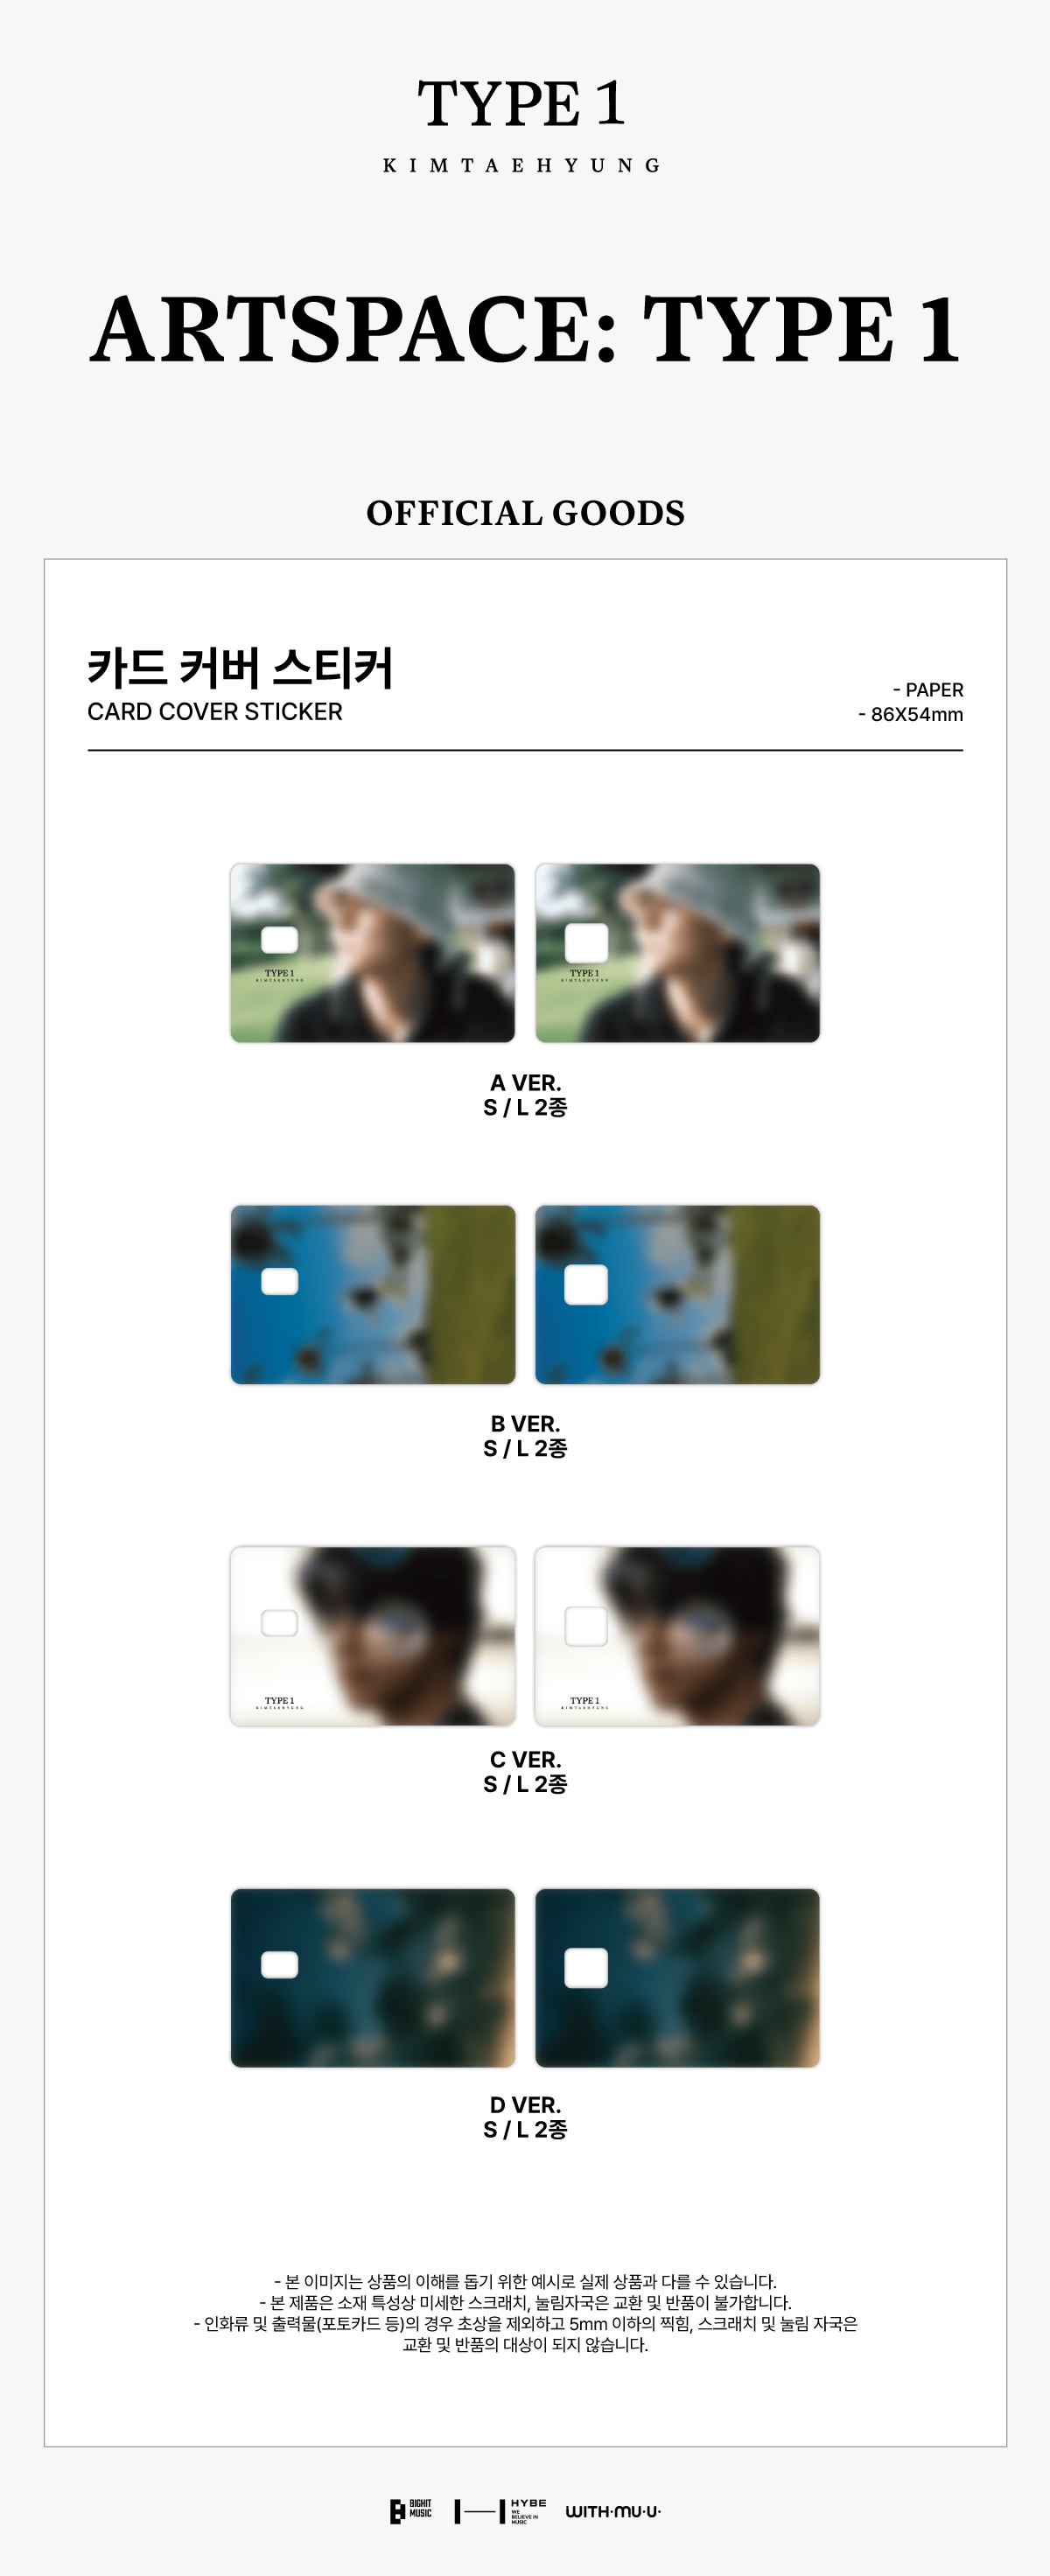 TYPE 1
KIMTAEHYUNG
ARTSPACE: TYPE 1
OFFICIAL GOODS
카드 커버 스티커
CARD COVER STICKER
- PAPER
- 86X54mm
TYPE 1
KIMTAEHYUNG
TYPE 1
KIMTAEHYUNG
A VER.
S / L 2종
B VER.
S / L 2종
TYPE 1
KIMTAEHYUNG
TYPE 1
KIMTAEHYUNG
C VER.
S / L 2종
D VER.
S / L 2종
- 본 이미지는 상품의 이해를 돕기 위한 예시로 실제 상품과 다를 수 있습니다.
- 본 제품은 소재 특성상 미세한 스크래치, 눌림자국은 교환 및 반품이 불가합니다.
- 인화류 및 출력물(포토카드 등)의 경우 초상을 제외하고 5mm 이하의 찍힘, 스크래치 및 눌림 자국은
교환 및 반품의 대상이 되지 않습니다.
BIGHIT
MUSIC
HYBE
WE
BELIEVE IN
MUSIC
WITH·MU·U·